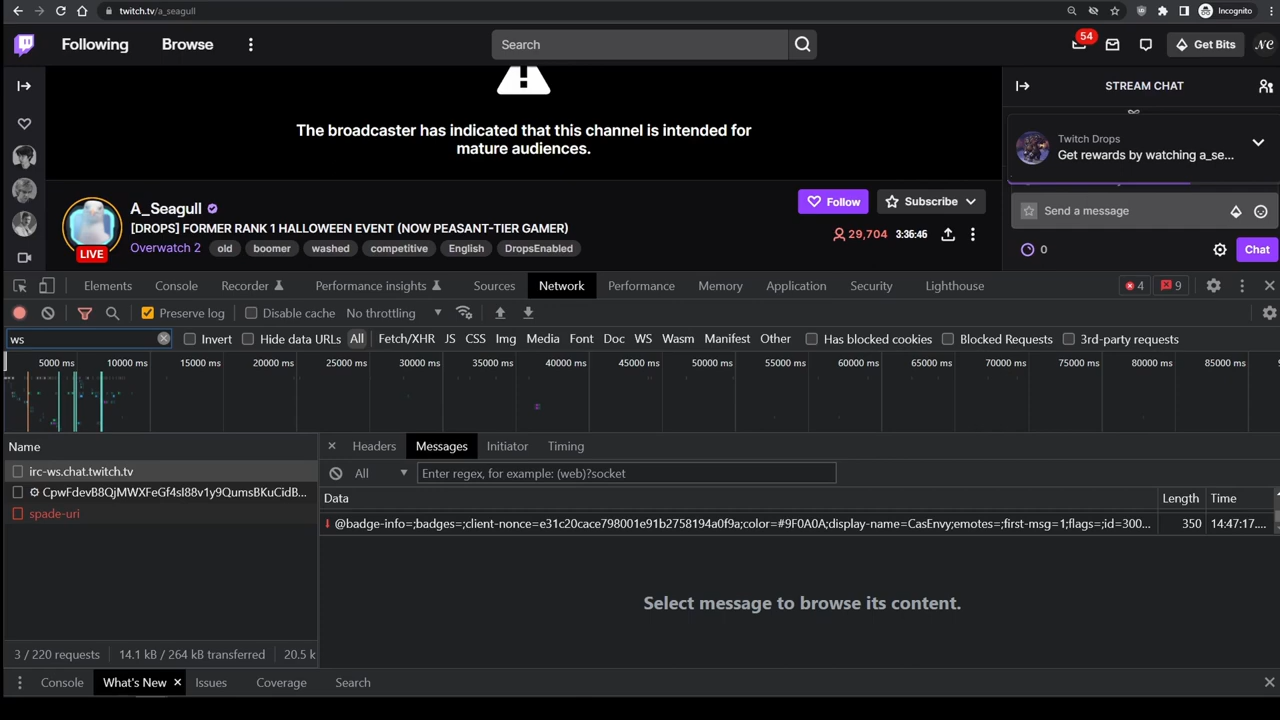 twitch.tv/a_seagull
Incognito
Following
Browse
Search
54
Get Bits
NC
The broadcaster has indicated that this channel is intended for
mature audiences.
STREAM CHAT
Twitch Drops
Get rewards by watching a_se...
Send a message
0
Chat
A_Seagull
[DROPS] FORMER RANK 1 HALLOWEEN EVENT (NOW PEASANT-TIER GAMER)
Overwatch 2 old boomer washed competitive English DropsEnabled
LIVE
Follow
Subscribe
29,704 3:36:46
Elements Console Recorder Performance insights Sources Network Performance Memory Application Security Lighthouse 4 9
Preserve log Disable cache No throttling
ws Invert Hide data URLs All Fetch/XHR JS CSS Img Media Font Doc WS Wasm Manifest Other Has blocked cookies Blocked Requests 3rd-party requests
5000 ms 10000 ms 15000 ms 20000 ms 25000 ms 30000 ms 35000 ms 40000 ms 45000 ms 50000 ms 55000 ms 60000 ms 65000 ms 70000 ms 75000 ms 80000 ms 85000 ms
Name
irc-ws.chat.twitch.tv
CpwFdevB8QjMWXFeGf4sI88v1y9QumsBKuCidB...
spade-uri
Headers Messages Initiator Timing
All Enter regex, for example: (web)?socket
Data Length Time
@badge-info=;badges=;client-nonce=e31c20cace798001e91b2758194a0f9a;color=#9F0A0A;display-name=CasEnvy;emotes=;first-msg=1;flags=;id=300... 350 14:47:17....
Select message to browse its content.
3 / 220 requests 14.1 kB / 264 kB transferred 20.5 k
Console What's New Issues Coverage Search